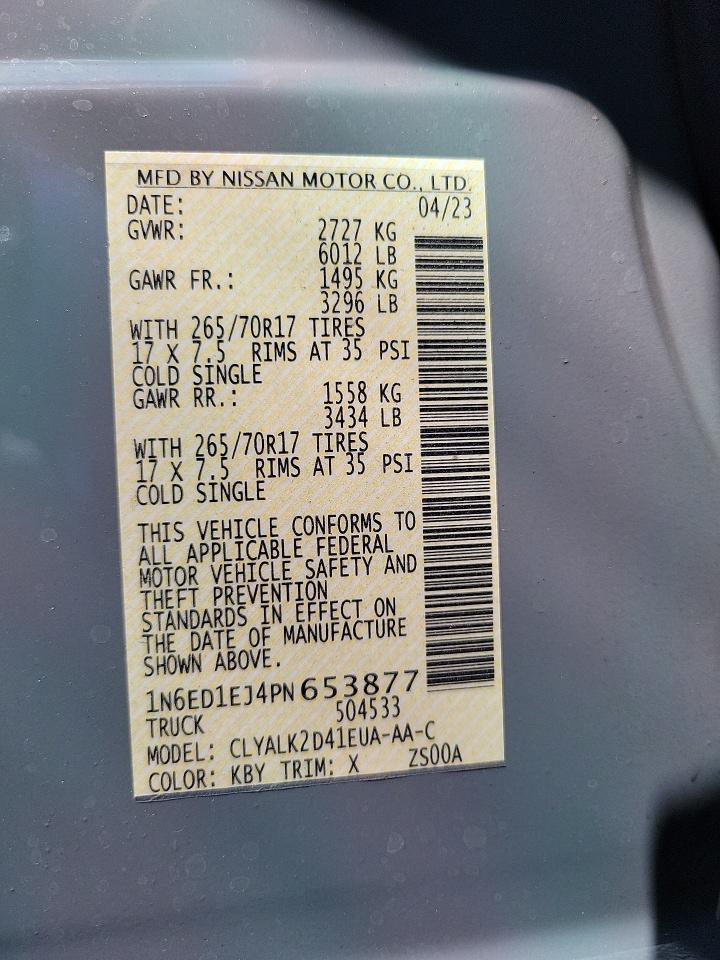 MFD BY NISSAN MOTOR CO., LTD.
DATE: 04/23
GVWR: 2727 KG
6012 LB
GAWR FR.: 1495 KG
3296 LB
WITH 265/70R17 TIRES
17 X 7.5 RIMS AT 35 PSI
COLD SINGLE
GAWR RR.: 1558 KG
3434 LB
WITH 265/70R17 TIRES
17 X 7.5 RIMS AT 35 PSI
COLD SINGLE
THIS VEHICLE CONFORMS TO
ALL APPLICABLE FEDERAL
MOTOR VEHICLE SAFETY AND
THEFT PREVENTION
STANDARDS IN EFFECT ON
THE DATE OF MANUFACTURE
SHOWN ABOVE.
1N6ED1EJ4PN653877
TRUCK 504533
MODEL: CLYALK2D41EUA-AA-C
COLOR: KBY TRIM: X ZS00A